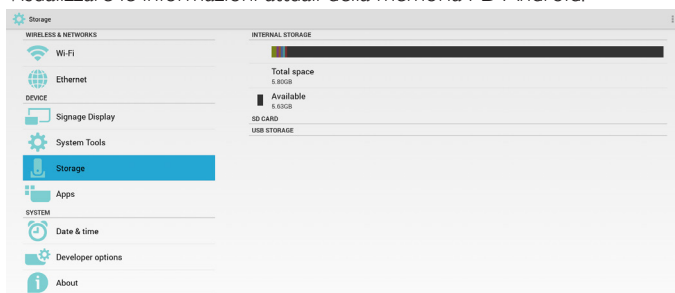 Visualizzare le informazioni attuali della memoria PD Android.
Storage
WIRELESS & NETWORKS
Wi-Fi
Ethernet
DEVICE
Signage Display
System Tools
Storage
Apps
SYSTEM
Date & time
Developer options
About
INTERNAL STORAGE
Total space
5.80GB
Available
5.63GB
SD CARD
USB STORAGE